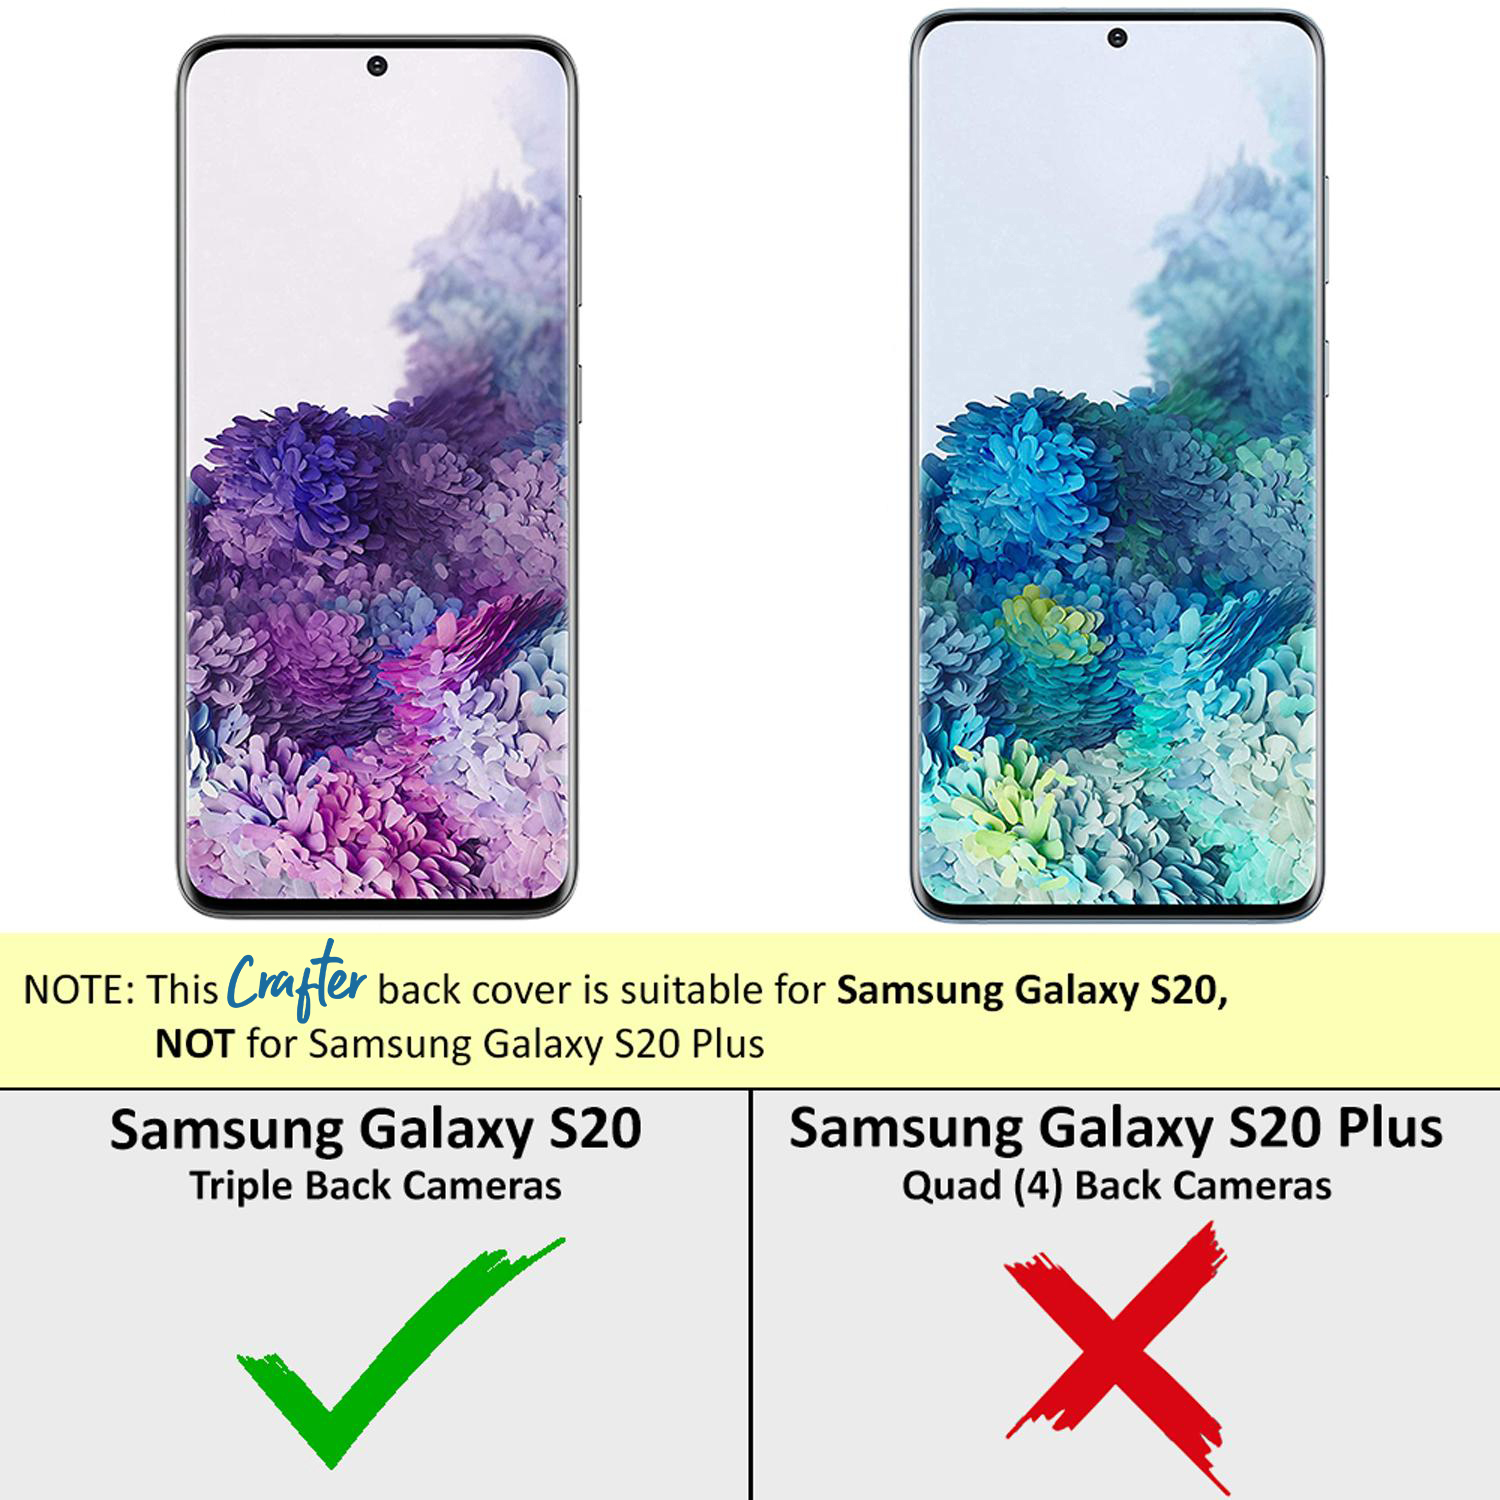 NOTE: This Crafter back cover is suitable for Samsung Galaxy S20,
NOT for Samsung Galaxy S20 Plus
Samsung Galaxy S20
Triple Back Cameras
Samsung Galaxy S20 Plus
Quad (4) Back Cameras